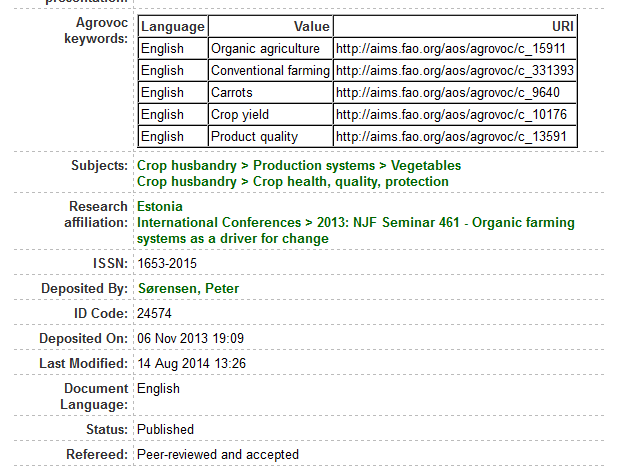 presentation:
Agrovoc keywords:
Language Value URI
English Organic agriculture http://aims.fao.org/aos/agrovoc/c_15911
English Conventional farming http://aims.fao.org/aos/agrovoc/c_331393
English Carrots http://aims.fao.org/aos/agrovoc/c_9640
English Crop yield http://aims.fao.org/aos/agrovoc/c_10176
English Product quality http://aims.fao.org/aos/agrovoc/c_13591
Subjects: Crop husbandry > Production systems > Vegetables
Crop husbandry > Crop health, quality, protection
Research affiliation: Estonia
International Conferences > 2013: NJF Seminar 461 - Organic farming
systems as a driver for change
ISSN: 1653-2015
Deposited By: Sørensen, Peter
ID Code: 24574
Deposited On: 06 Nov 2013 19:09
Last Modified: 14 Aug 2014 13:26
Document Language: English
Status: Published
Refereed: Peer-reviewed and accepted